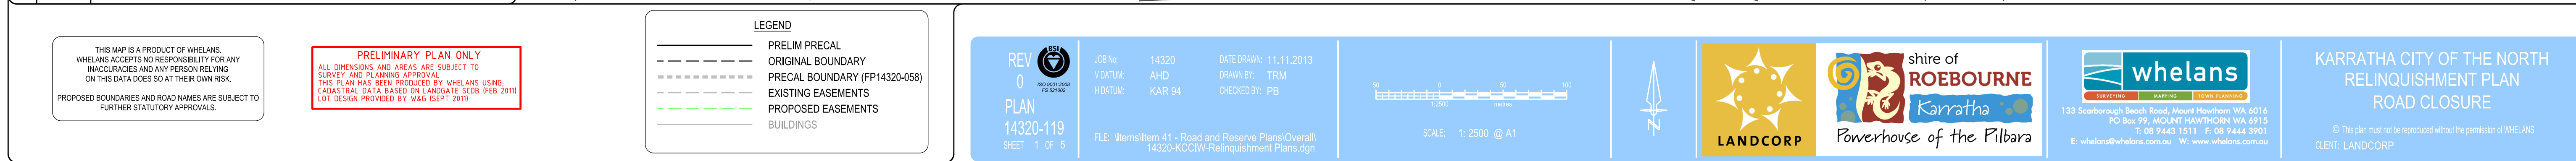 THIS MAP IS A PRODUCT OF WHELANS.
WHELANS ACCEPTS NO RESPONSIBILITY FOR ANY
INACCURACIES AND ANY PERSON RELYING
ON THIS DATA DOES SO AT THEIR OWN RISK.
PROPOSED BOUNDARIES AND ROAD NAMES ARE SUBJECT TO
FURTHER STATUTORY APPROVALS.
PRELIMINARY PLAN ONLY
ALL DIMENSIONS AND AREAS ARE SUBJECT TO
SURVEY AND PLANNING APPROVAL
THIS PLAN HAS BEEN PRODUCED BY WHELANS USING
CADASTRAL DATA BASED ON LANDGATE SCDB (FEB 2011)
LOT DESIGN PROVIDED BY W&G (SEPT 2011)
LEGEND
PRELIM PRECAL
ORIGINAL BOUNDARY
PRECAL BOUNDARY (FP14320-058)
EXISTING EASEMENTS
PROPOSED EASEMENTS
BUILDINGS
REV
0
BSI
ISO 9001:2008
FS 521002
PLAN
14320-119
SHEET 1 OF 5
JOB No: 14320 DATE DRAWN: 11.11.2013
V DATUM: AHD DRAWN BY: TRM
H DATUM: KAR 94 CHECKED BY: PB
FILE: \Items\Item 41 - Road and Reserve Plans\Overall\
14320-KCCIW-Relinquishment Plans.dgn
50 0 50 100
1:2500 metres
SCALE: 1: 2500 @ A1
N
LANDCORP
shire of
ROEBOURNE
Karratha
Powerhouse of the Pilbara
whelans
SURVEYING MAPPING TOWN PLANNING
133 Scarborough Beach Road, Mount Hawthorn WA 6016
PO Box 99, MOUNT HAWTHORN WA 6915
T: 08 9443 1511 F: 08 9444 3901
E: whelans@whelans.com.au W: www.whelans.com.au
KARRATHA CITY OF THE NORTH
RELINQUISHMENT PLAN
ROAD CLOSURE
© This plan must not be reproduced without the permission of WHELANS
CLIENT: LANDCORP